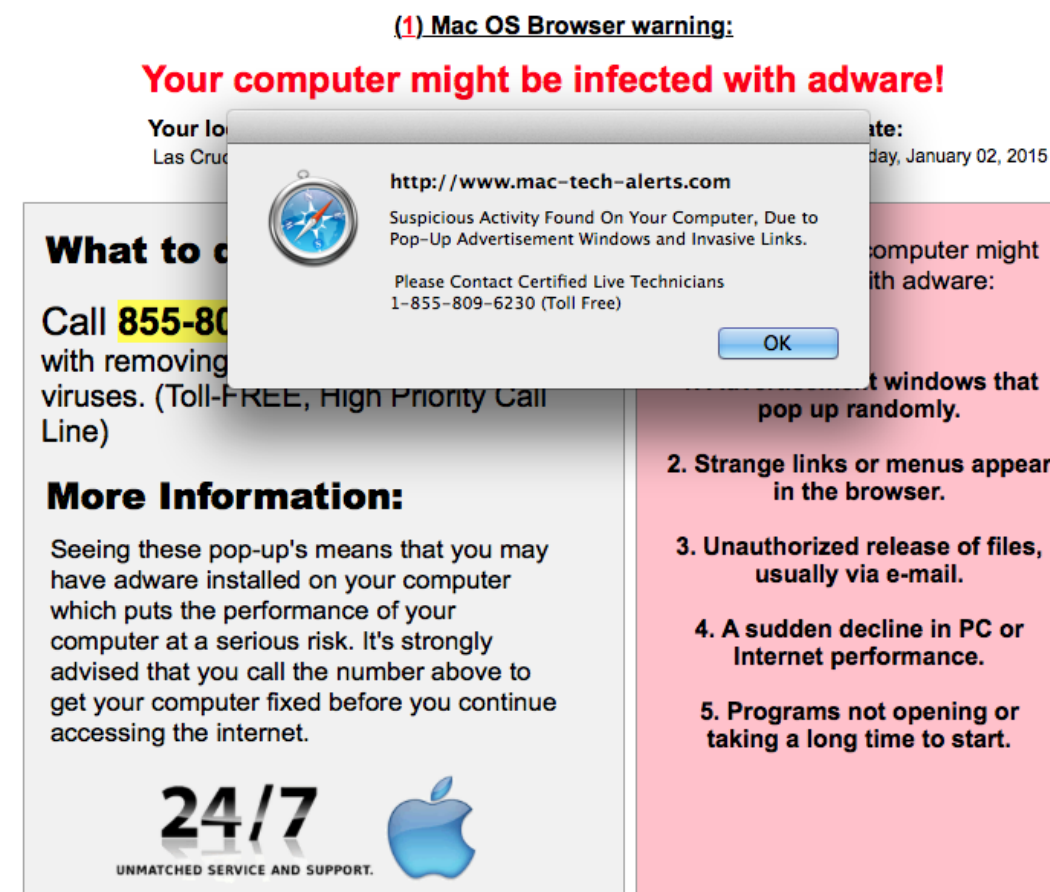 (1) Mac OS Browser warning:
Your computer might be infected with adware!
Your
Las
day, January 02, 2015
http://www.mac-tech-alerts.com
Suspicious Activity Found On Your Computer, Due to
Pop-Up Advertisement Windows and Invasive Links.
Please Contact Certified Live Technicians
1-855-809-6230 (Toll Free)
OK
What to
Call 855-80
with removing
viruses. (Toll-FREE, High Priority Call
Line)
More Information:
Seeing these pop-up's means that you may
have adware installed on your computer
which puts the performance of your
computer at a serious risk. It's strongly
advised that you call the number above to
get your computer fixed before you continue
accessing the internet.
24/7
UNMATCHED SERVICE AND SUPPORT.
computer might
with adware:
windows that
pop up randomly.
2. Strange links or menus appear
in the browser.
3. Unauthorized release of files,
usually via e-mail.
4. A sudden decline in PC or
Internet performance.
5. Programs not opening or
taking a long time to start.